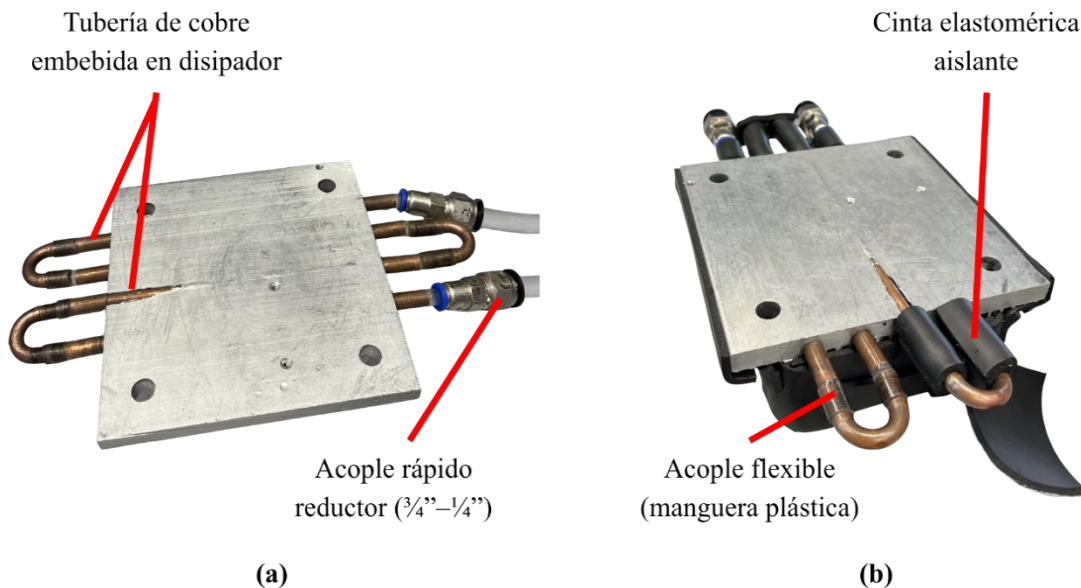 Tubería de cobre
embebida en disipador
Cinta elastomérica
aislante
Acople rápido
reductor (¾”–¼”)
Acople flexible
(manguera plástica)
(a)
(b)